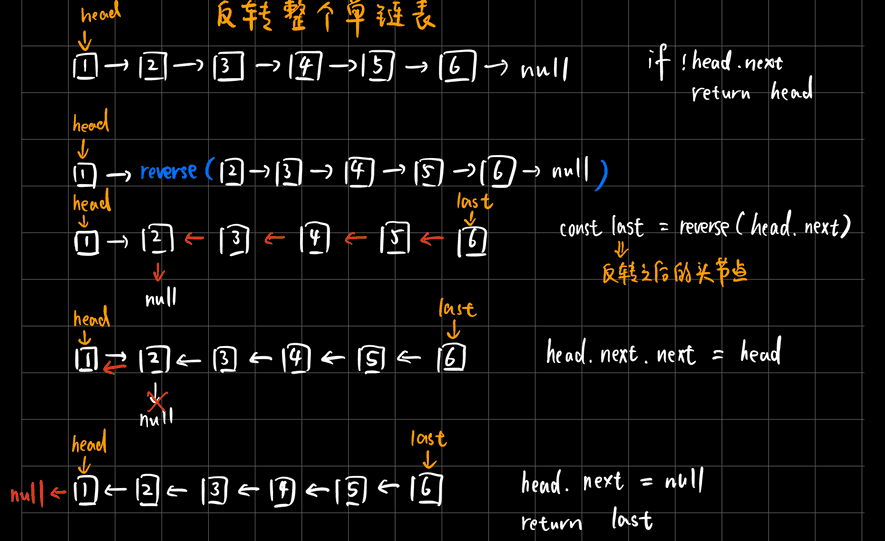 反转整个单链表
head
↓
1 → 2 → 3 → 4 → 5 → 6 → null
if !head.next
return head
head
↓
1 → reverse ( 2 → 3 → 4 → 5 → 6 → null )
head
last
↓
↓
1 → 2 ← 3 ← 4 ← 5 ← 6
↓
null
const last = reverse(head.next)
⇓
反转之后的头节点
head
last
↓
↓
1 ⇄ 2 ← 3 ← 4 ← 5 ← 6
↓
null
head.next.next = head
head
last
↓
↓
null ← 1 ← 2 ← 3 ← 4 ← 5 ← 6
head. next = null
return last